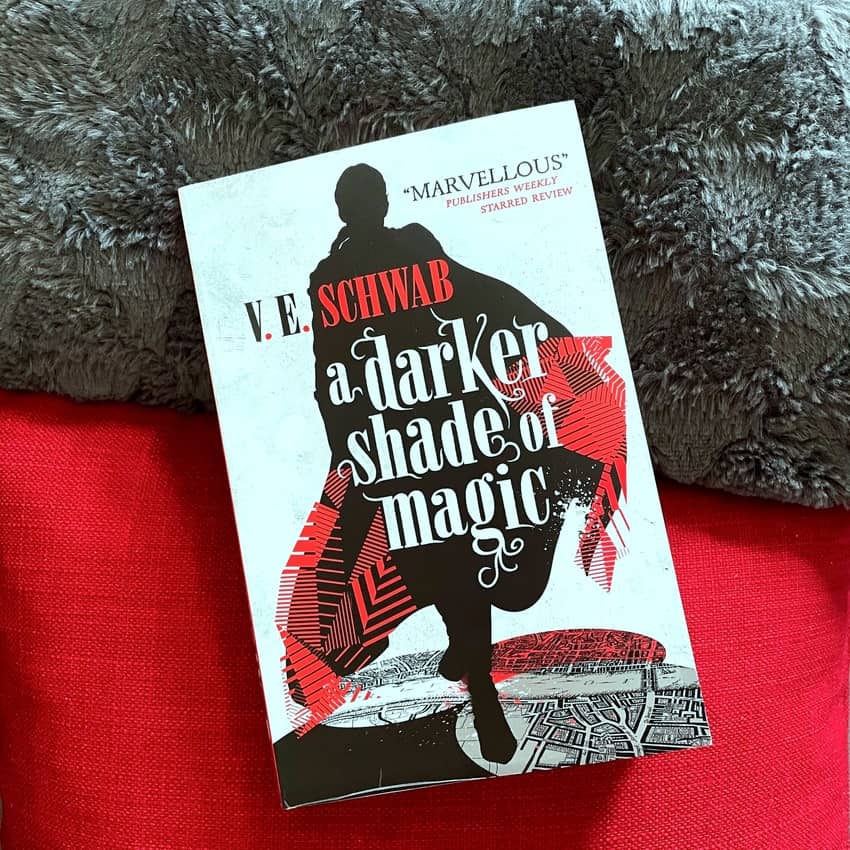 “MARVELLOUS”
PUBLISHERS WEEKLY
STARRED REVIEW
V. E. SCHWAB
a darker
shade of
magic